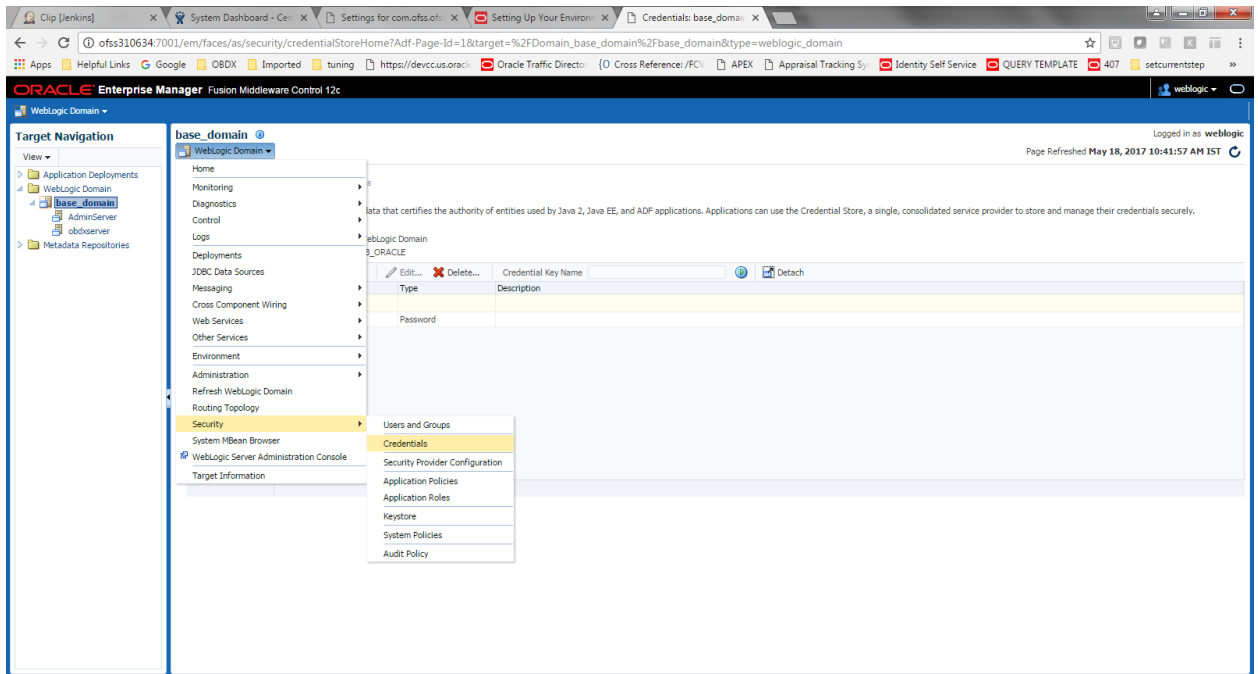 Clip [Jenkins]
System Dashboard - Cen
Settings for com.ofss.ofs
Setting Up Your Environ
Credentials: base_domai
ofss310634:7001/em/faces/as/security/credentialStoreHome?Adf-Page-Id=1&target=%2FDomain_base_domain%2Fbase_domain&type=weblogic_domain
Apps Helpful Links Google OBDX Imported tuning https://devcc.us.oracle Oracle Traffic Director {O Cross Reference: /FCV APEX Appraisal Tracking Sy Identity Self Service QUERY TEMPLATE 407 setcurrentstep »
ORACLE Enterprise Manager Fusion Middleware Control 12c
weblogic
WebLogic Domain
Target Navigation
View
Application Deployments
WebLogic Domain
base_domain
AdminServer
obdxserver
Metadata Repositories
base_domain
Logged in as weblogic
WebLogic Domain
Page Refreshed May 18, 2017 10:41:57 AM IST
Home
Monitoring
Diagnostics
Control
Logs
Deployments
JDBC Data Sources
Messaging
Cross Component Wiring
Web Services
Other Services
Environment
Administration
Refresh WebLogic Domain
Routing Topology
Security
System MBean Browser
WebLogic Server Administration Console
Target Information
Users and Groups
Credentials
Security Provider Configuration
Application Policies
Application Roles
Keystore
System Policies
Audit Policy
s
data that certifies the authority of entities used by Java 2, Java EE, and ADF applications. Applications can use the Credential Store, a single, consolidated service provider to store and manage their credentials securely.
ebLogic Domain
B_ORACLE
Edit... Delete... Credential Key Name Detach
Type Description
Password